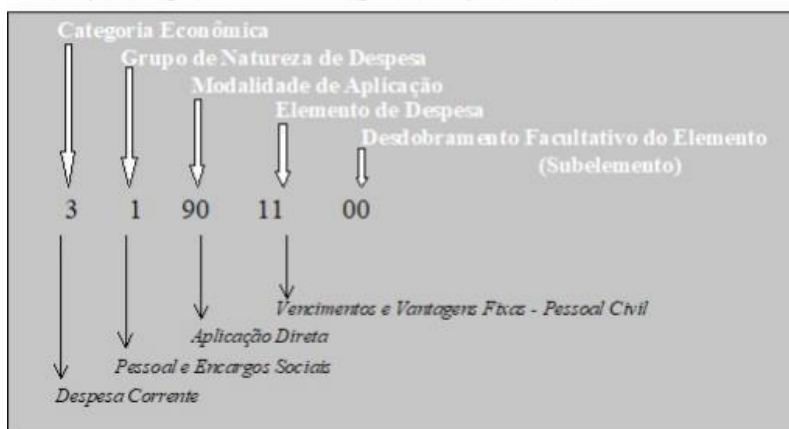 Categoria Econômica
Grupo de Natureza de Despesa
Modalidade de Aplicação
Elemento de Despesa
Desdobramento Facultativo do Elemento
(Subelemento)
3 1 90 11 00
Vencimentos e Vantagens Fixas - Pessoal Civil
Aplicação Direta
Pessoal e Encargos Sociais
Despesa Corrente